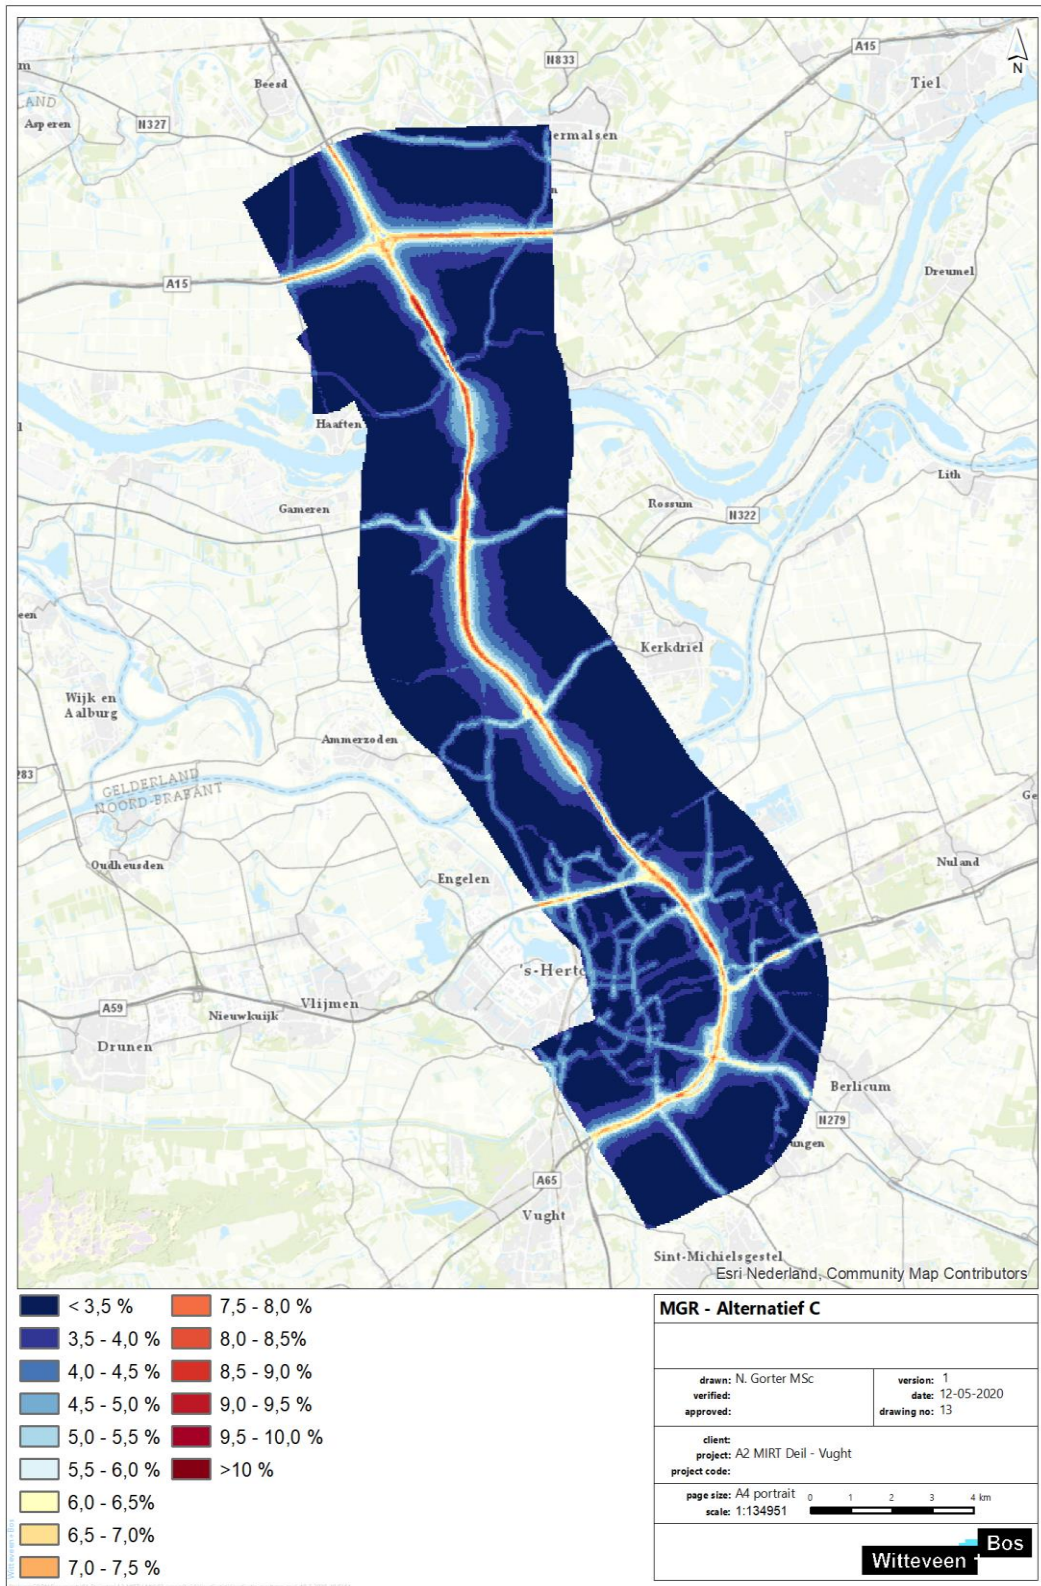 N833
A15
Tiel
N
Beesd
Asperen
N327
ermalsen
A15
Dreumel
Haaften
Lith
Gameren
Rossum
N322
een
Kerkdriel
Wijk en
Aalburg
Ammerzoden
283
GELDERLAND
NOORD-BRABANT
Ge
Oudheusden
Engelen
Nuland
's-Herto
A59
Nieuwkuijk
Vlijmen
Drunen
Berlicum
N279
ungen
A65
Vught
Sint-Michielsgestel
Esri Nederland, Community Map Contributors
< 3,5 %
3,5 - 4,0 %
4,0 - 4,5 %
4,5 - 5,0 %
5,0 - 5,5 %
5,5 - 6,0 %
6,0 - 6,5%
6,5 - 7,0%
7,0 - 7,5 %
7,5 - 8,0 %
8,0 - 8,5%
8,5 - 9,0 %
9,0 - 9,5 %
9,5 - 10,0 %
>10 %
MGR - Alternatief C
drawn: N. Gorter MSc
verified:
approved:
version: 1
date: 12-05-2020
drawing no: 13
client:
project: A2 MIRT Deil - Vught
project code:
page size: A4 portrait
scale: 1:134951
0 1 2 3 4 km
Witteveen + Bos
Witteveen+Bos